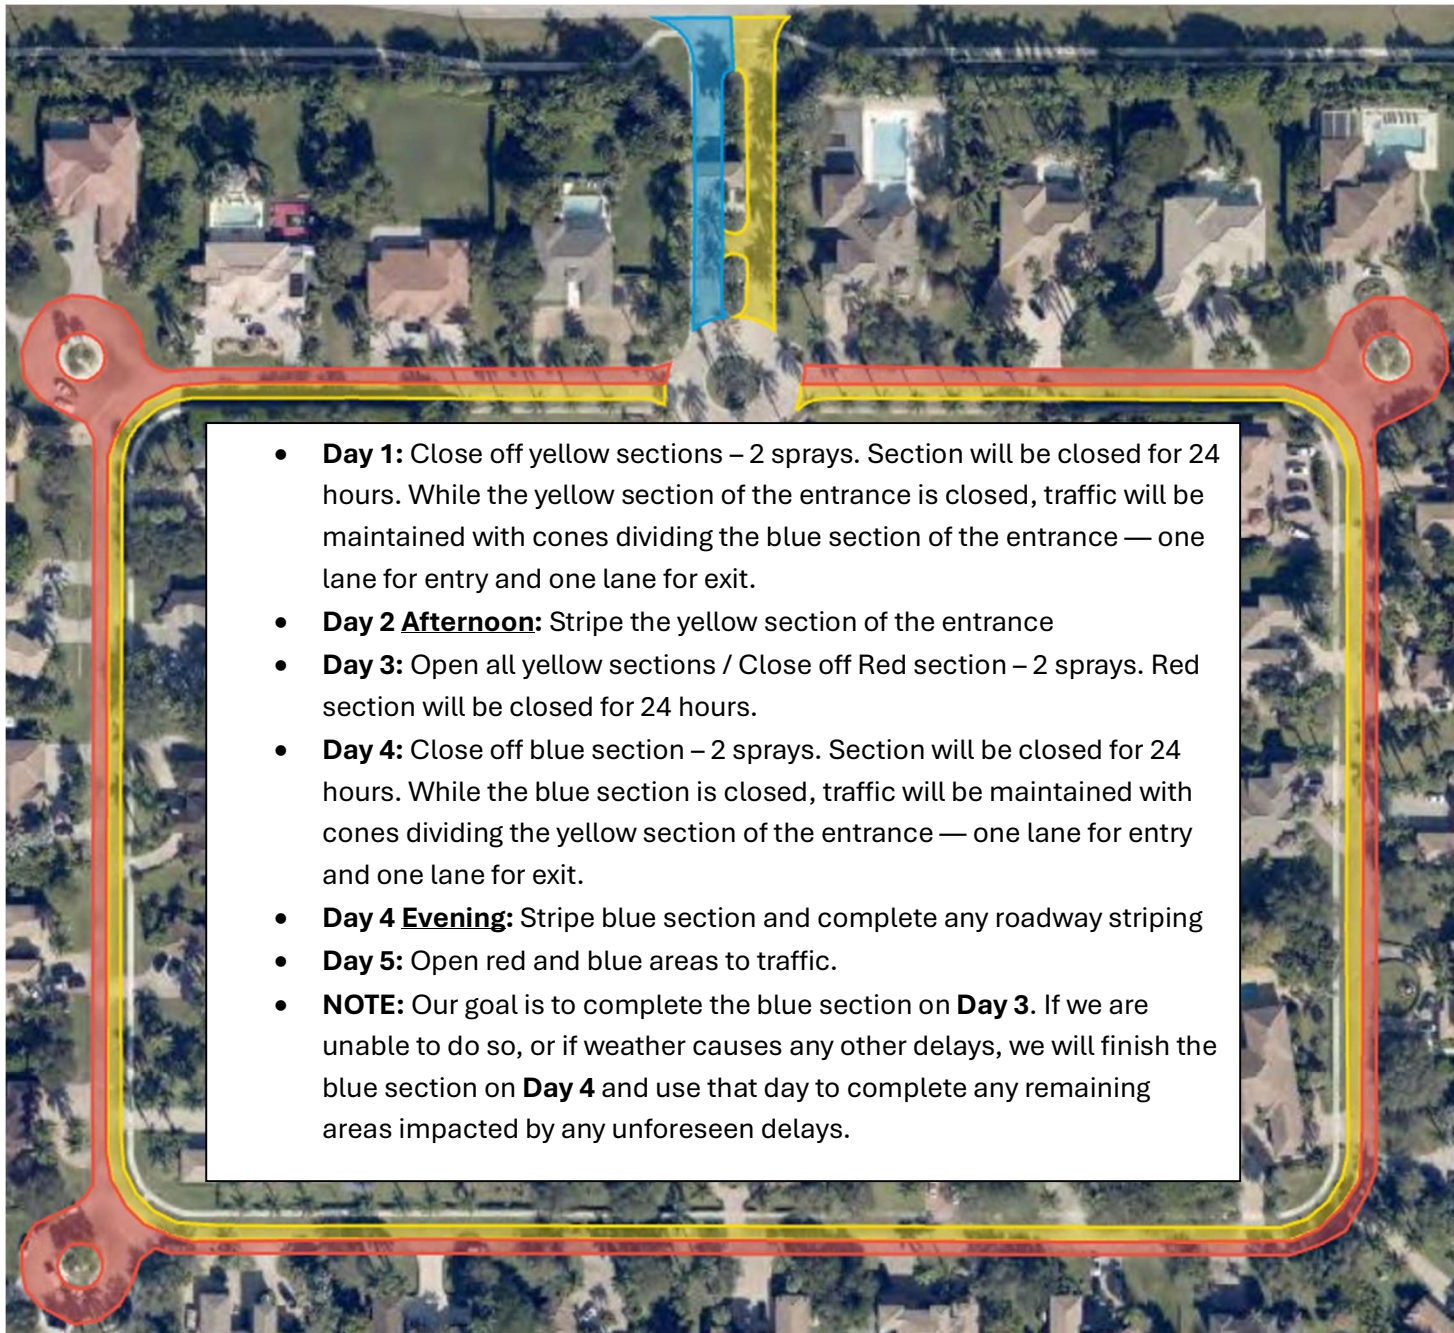 • Day 1: Close off yellow sections – 2 sprays. Section will be closed for 24
hours. While the yellow section of the entrance is closed, traffic will be
maintained with cones dividing the blue section of the entrance — one
lane for entry and one lane for exit.
• Day 2 Afternoon: Stripe the yellow section of the entrance
• Day 3: Open all yellow sections / Close off Red section – 2 sprays. Red
section will be closed for 24 hours.
• Day 4: Close off blue section – 2 sprays. Section will be closed for 24
hours. While the blue section is closed, traffic will be maintained with
cones dividing the yellow section of the entrance — one lane for entry
and one lane for exit.
• Day 4 Evening: Stripe blue section and complete any roadway striping
• Day 5: Open red and blue areas to traffic.
• NOTE: Our goal is to complete the blue section on Day 3. If we are
unable to do so, or if weather causes any other delays, we will finish the
blue section on Day 4 and use that day to complete any remaining
areas impacted by any unforeseen delays.